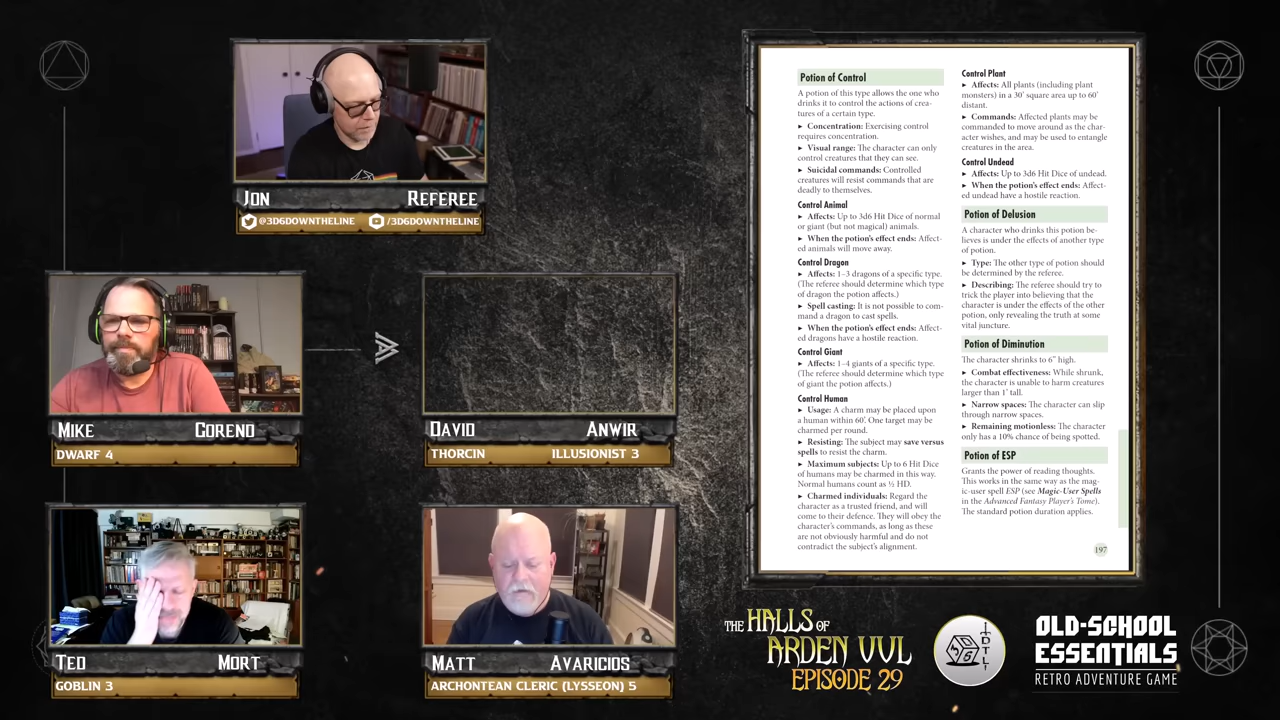 JON REFEREE
@3D6DOWNTHELINE /3D6DOWNTHELINE
MIKE GOREND
DWARF 4
DAVID ANWIR
THORCIN ILLUSIONIST 3
TED MORT
GOBLIN 3
MATT AVARICIOS
ARCHONTEAN CLERIC (LYSSEON) 5
Potion of Control
A potion of this type allows the one who
drinks it to control the actions of crea-
tures of a certain type.
► Concentration: Exercising control
requires concentration.
► Visual range: The character can only
control creatures that they can see.
► Suicidal commands: Controlled
creatures will resist commands that are
deadly to themselves.
Control Animal
► Affects: Up to 3d6 Hit Dice of normal
or giant (but not magical) animals.
► When the potion's effect ends: Affect-
ed animals will move away.
Control Dragon
► Affects: 1–3 dragons of a specific type.
(The referee should determine which type
of dragon the potion affects.)
► Spell casting: It is not possible to com-
mand a dragon to cast spells.
► When the potion's effect ends: Affect-
ed dragons have a hostile reaction.
Control Giant
► Affects: 1–4 giants of a specific type.
(The referee should determine which type
of giant the potion affects.)
Control Human
► Usage: A charm may be placed upon
a human within 60'. One target may be
charmed per round.
► Resisting: The subject may save versus
spells to resist the charm.
► Maximum subjects: Up to 6 Hit Dice
of humans may be charmed in this way.
Normal humans count as ½ HD.
► Charmed individuals: Regard the
character as a trusted friend, and will
come to their defence. They will obey the
character's commands, as long as these
are not obviously harmful and do not
contradict the subject's alignment.
Control Plant
► Affects: All plants (including plant
monsters) in a 30' square area up to 60'
distant.
► Commands: Affected plants may be
commanded to move around as the char-
acter wishes, and may be used to entangle
creatures in the area.
Control Undead
► Affects: Up to 3d6 Hit Dice of undead.
► When the potion's effect ends: Affect-
ed undead have a hostile reaction.
Potion of Delusion
A character who drinks this potion be-
lieves is under the effects of another type
of potion.
► Type: The other type of potion should
be determined by the referee.
► Describing: The referee should try to
trick the player into believing that the
character is under the effects of the other
potion, only revealing the truth at some
vital juncture.
Potion of Diminution
The character shrinks to 6" high.
► Combat effectiveness: While shrunk,
the character is unable to harm creatures
larger than 1' tall.
► Narrow spaces: The character can slip
through narrow spaces.
► Remaining motionless: The character
only has a 10% chance of being spotted.
Potion of ESP
Grants the power of reading thoughts.
This works in the same way as the mag-
ic-user spell ESP (see Magic-User Spells
in the Advanced Fantasy Player's Tome).
The standard potion duration applies.
197
THE HALLS OF
ARDEN VUL
EPISODE 29
3D6 DTL
OLD-SCHOOL
ESSENTIALS
RETRO ADVENTURE GAME